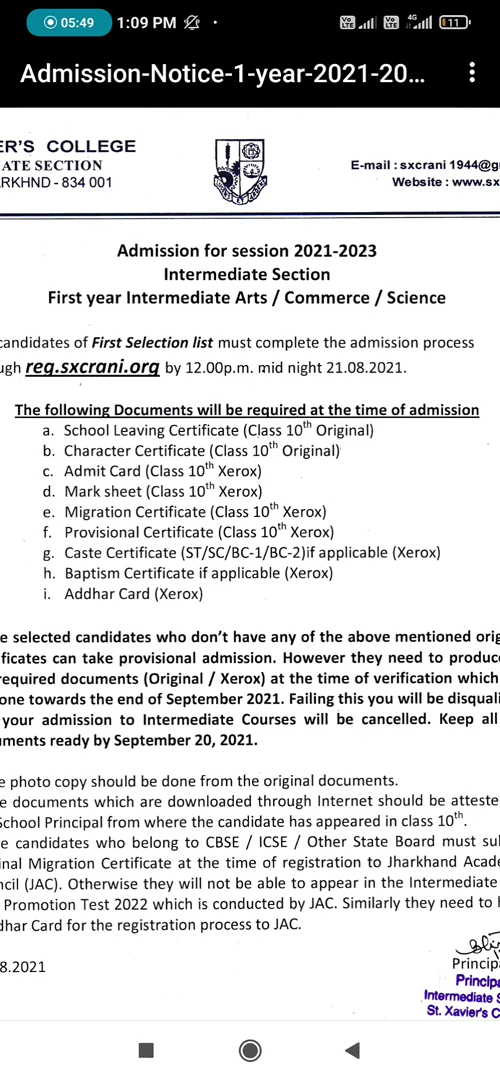 05:49 1:09 PM 4G 11
Admission-Notice-1-year-2021-20...
ER'S COLLEGE
ATE SECTION
RKHND - 834 001
E-mail : sxcrani 1944@g
Website : www.sx
Admission for session 2021-2023
Intermediate Section
First year Intermediate Arts / Commerce / Science
candidates of First Selection list must complete the admission process
ugh reg.sxcrani.org by 12.00p.m. mid night 21.08.2021.
The following Documents will be required at the time of admission
a. School Leaving Certificate (Class 10th Original)
b. Character Certificate (Class 10th Original)
c. Admit Card (Class 10th Xerox)
d. Mark sheet (Class 10th Xerox)
e. Migration Certificate (Class 10th Xerox)
f. Provisional Certificate (Class 10th Xerox)
g. Caste Certificate (ST/SC/BC-1/BC-2)if applicable (Xerox)
h. Baptism Certificate if applicable (Xerox)
i. Addhar Card (Xerox)
e selected candidates who don't have any of the above mentioned orig
ficates can take provisional admission. However they need to produc
required documents (Original / Xerox) at the time of verification which
one towards the end of September 2021. Failing this you will be disquali
your admission to Intermediate Courses will be cancelled. Keep all
uments ready by September 20, 2021.
e photo copy should be done from the original documents.
e documents which are downloaded through Internet should be atteste
School Principal from where the candidate has appeared in class 10th.
e candidates who belong to CBSE / ICSE / Other State Board must sul
inal Migration Certificate at the time of registration to Jharkhand Acade
ncil (JAC). Otherwise they will not be able to appear in the Intermediate
Promotion Test 2022 which is conducted by JAC. Similarly they need to h
dhar Card for the registration process to JAC.
8.2021
Princip
Principa
Intermediate S
St. Xavier's C